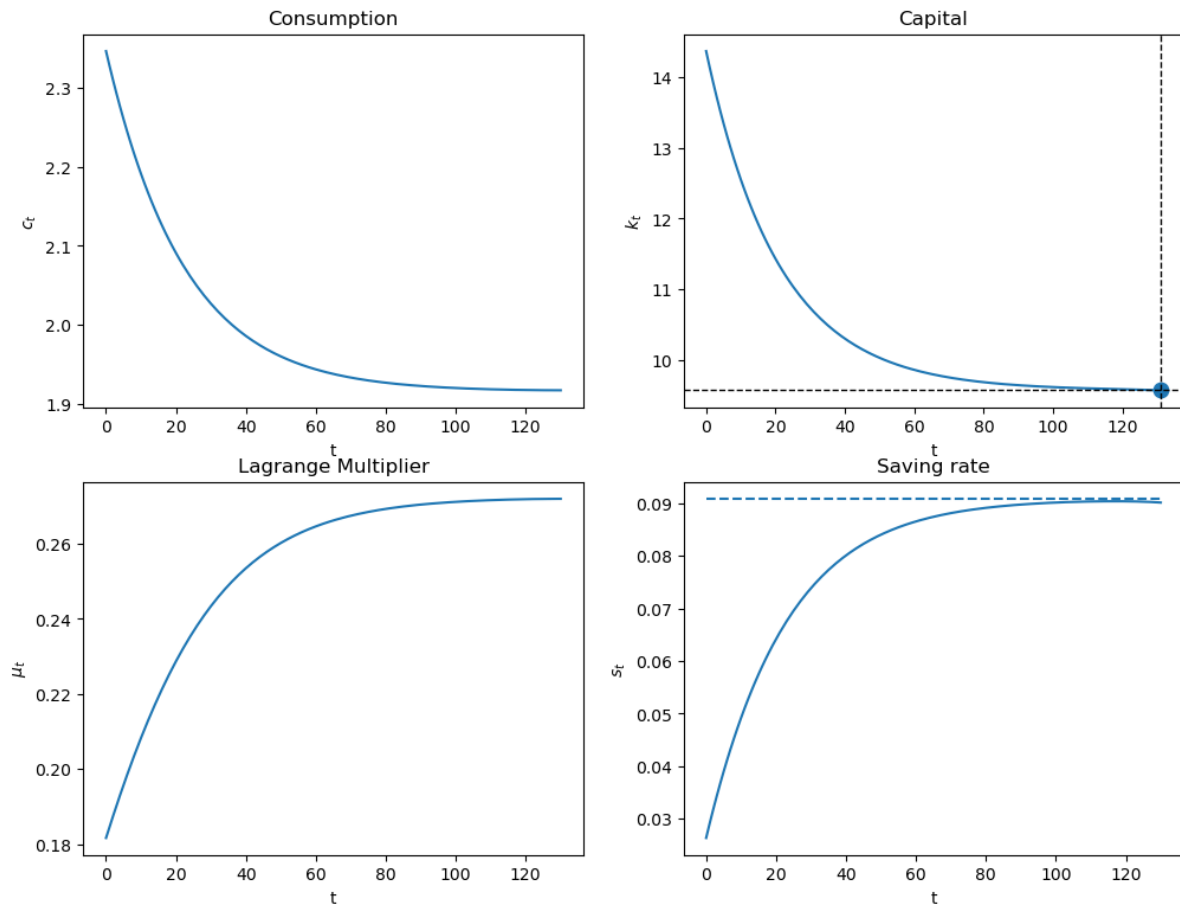 Consumption
2.3
2.2
2.1
2.0
1.9
c_t
0 20 40 60 80 100 120
t
Capital
14
13
12
11
10
k_t
0 20 40 60 80 100 120
t
Lagrange Multiplier
0.26
0.24
0.22
0.20
0.18
μ_t
0 20 40 60 80 100 120
t
Saving rate
0.09
0.08
0.07
0.06
0.05
0.04
0.03
s_t
0 20 40 60 80 100 120
t